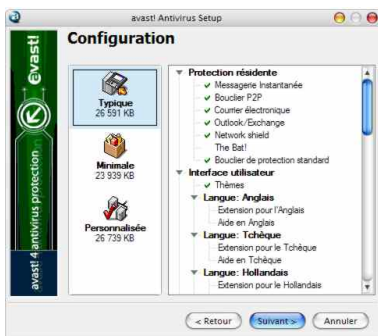 avast! Antivirus Setup
avast!
avast! 4 antivirus protection
Configuration
Typique
26 591 KB
Minimale
23 939 KB
Personnalisée
26 739 KB
Protection résidente
Messagerie Instantanée
Bouclier P2P
Courrier électronique
Outlook/Exchange
Network shield
The Bat!
Bouclier de protection standard
Interface utilisateur
Thèmes
Langue: Anglais
Extension pour l'Anglais
Aide en Anglais
Langue: Tchèque
Extension pour le Tchèque
Aide en Tchèque
Langue: Hollandais
Extension pour le Hollandais
< Retour
Suivant >
Annuler